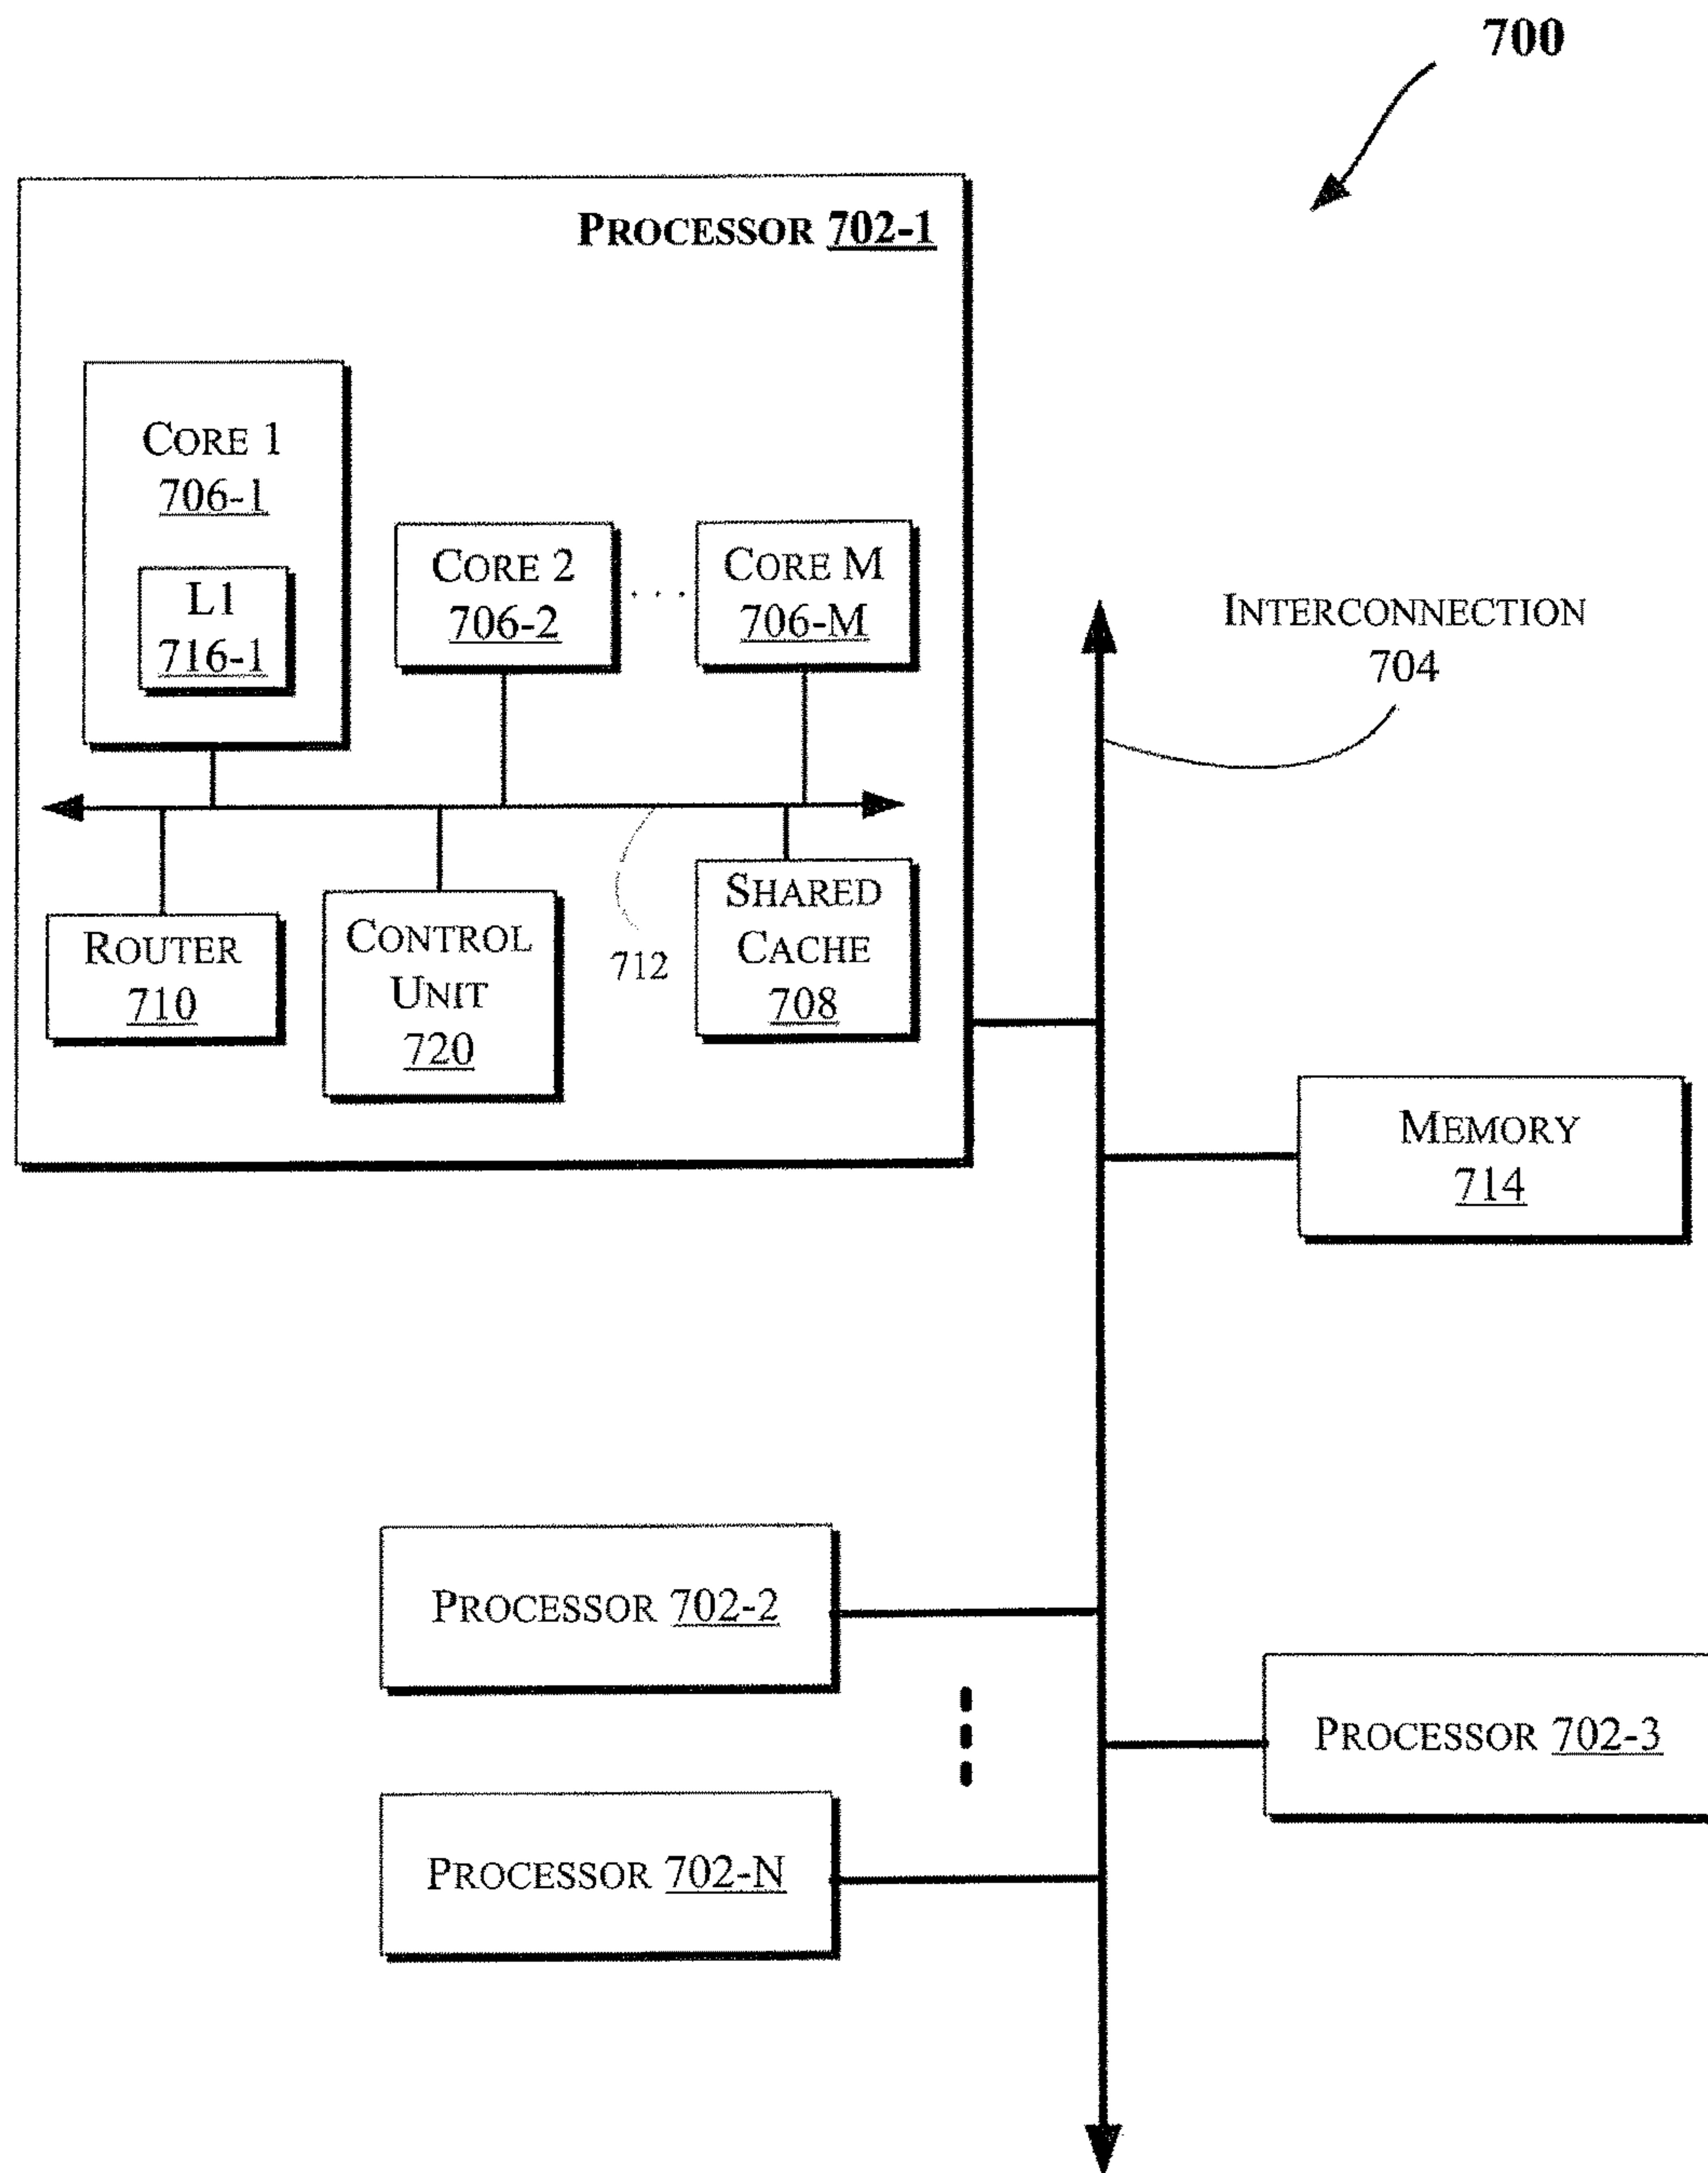 700
PROCESSOR 702-1
CORE 1
706-1
L1
716-1
CORE 2
706-2
. . .
CORE M
706-M
ROUTER
710
CONTROL
UNIT
720
712
SHARED
CACHE
708
INTERCONNECTION
704
MEMORY
714
PROCESSOR 702-2
PROCESSOR 702-3
PROCESSOR 702-N